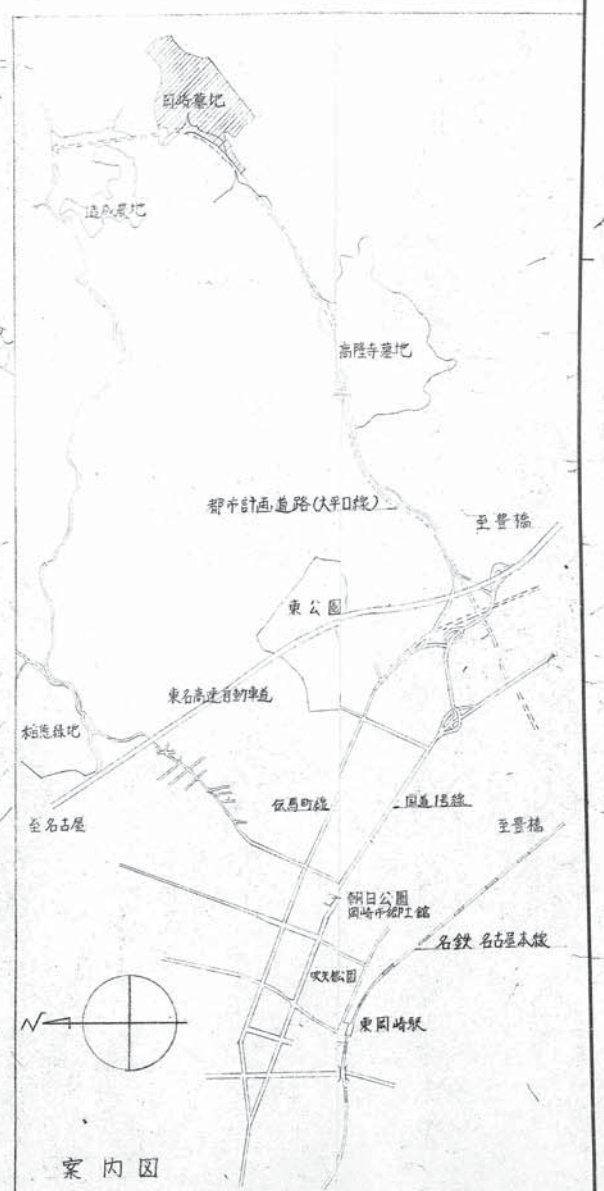 岡崎墓地
造成墓地
高隆寺墓地
都市計画道路(大平口線)
至豊橋
東公園
東名高速自動車道
緑地
至名古屋
伝馬町線
国道1号線
至豊橋
朝日公園
岡崎市郷土館
名鉄 名古屋本線
吹矢橋公園
N
東岡崎駅
案内図